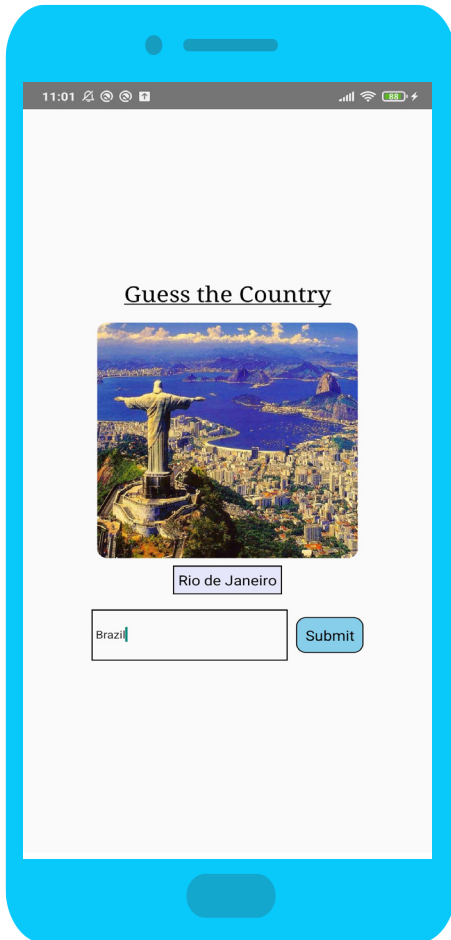 11:01 88
Guess the Country
Rio de Janeiro
Brazil
Submit